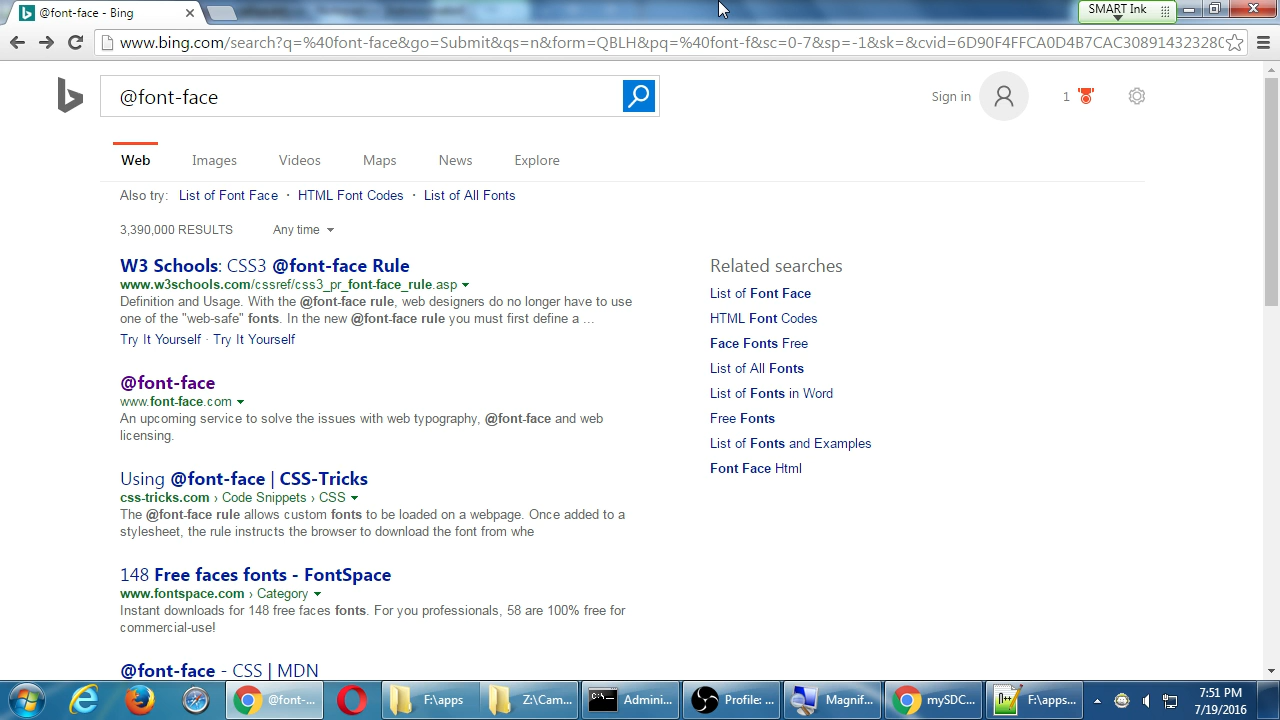 @font-face - Bing
SMART Ink
www.bing.com/search?q=%40font-face&go=Submit&qs=n&form=QBLH&pq=%40font-f&sc=0-7&sp=-1&sk=&cvid=6D90F4FFCA0D4B7CAC30891432328
@font-face
Sign in
1
Web Images Videos Maps News Explore
Also try: List of Font Face · HTML Font Codes · List of All Fonts
3,390,000 RESULTS Any time
W3 Schools: CSS3 @font-face Rule
www.w3schools.com/cssref/css3_pr_font-face_rule.asp
Definition and Usage. With the @font-face rule, web designers do no longer have to use
one of the "web-safe" fonts. In the new @font-face rule you must first define a ...
Try It Yourself · Try It Yourself
@font-face
www.font-face.com
An upcoming service to solve the issues with web typography, @font-face and web
licensing.
Using @font-face | CSS-Tricks
css-tricks.com › Code Snippets › CSS
The @font-face rule allows custom fonts to be loaded on a webpage. Once added to a
stylesheet, the rule instructs the browser to download the font from whe
148 Free faces fonts - FontSpace
www.fontspace.com › Category
Instant downloads for 148 free faces fonts. For you professionals, 58 are 100% free for
commercial-use!
@font-face - CSS | MDN
Related searches
List of Font Face
HTML Font Codes
Face Fonts Free
List of All Fonts
List of Fonts in Word
Free Fonts
List of Fonts and Examples
Font Face Html
@font-...
F:\apps
Z:\Cam...
Admini...
Profile: ...
Magnif...
mySDC...
F:\apps...
7:51 PM
7/19/2016